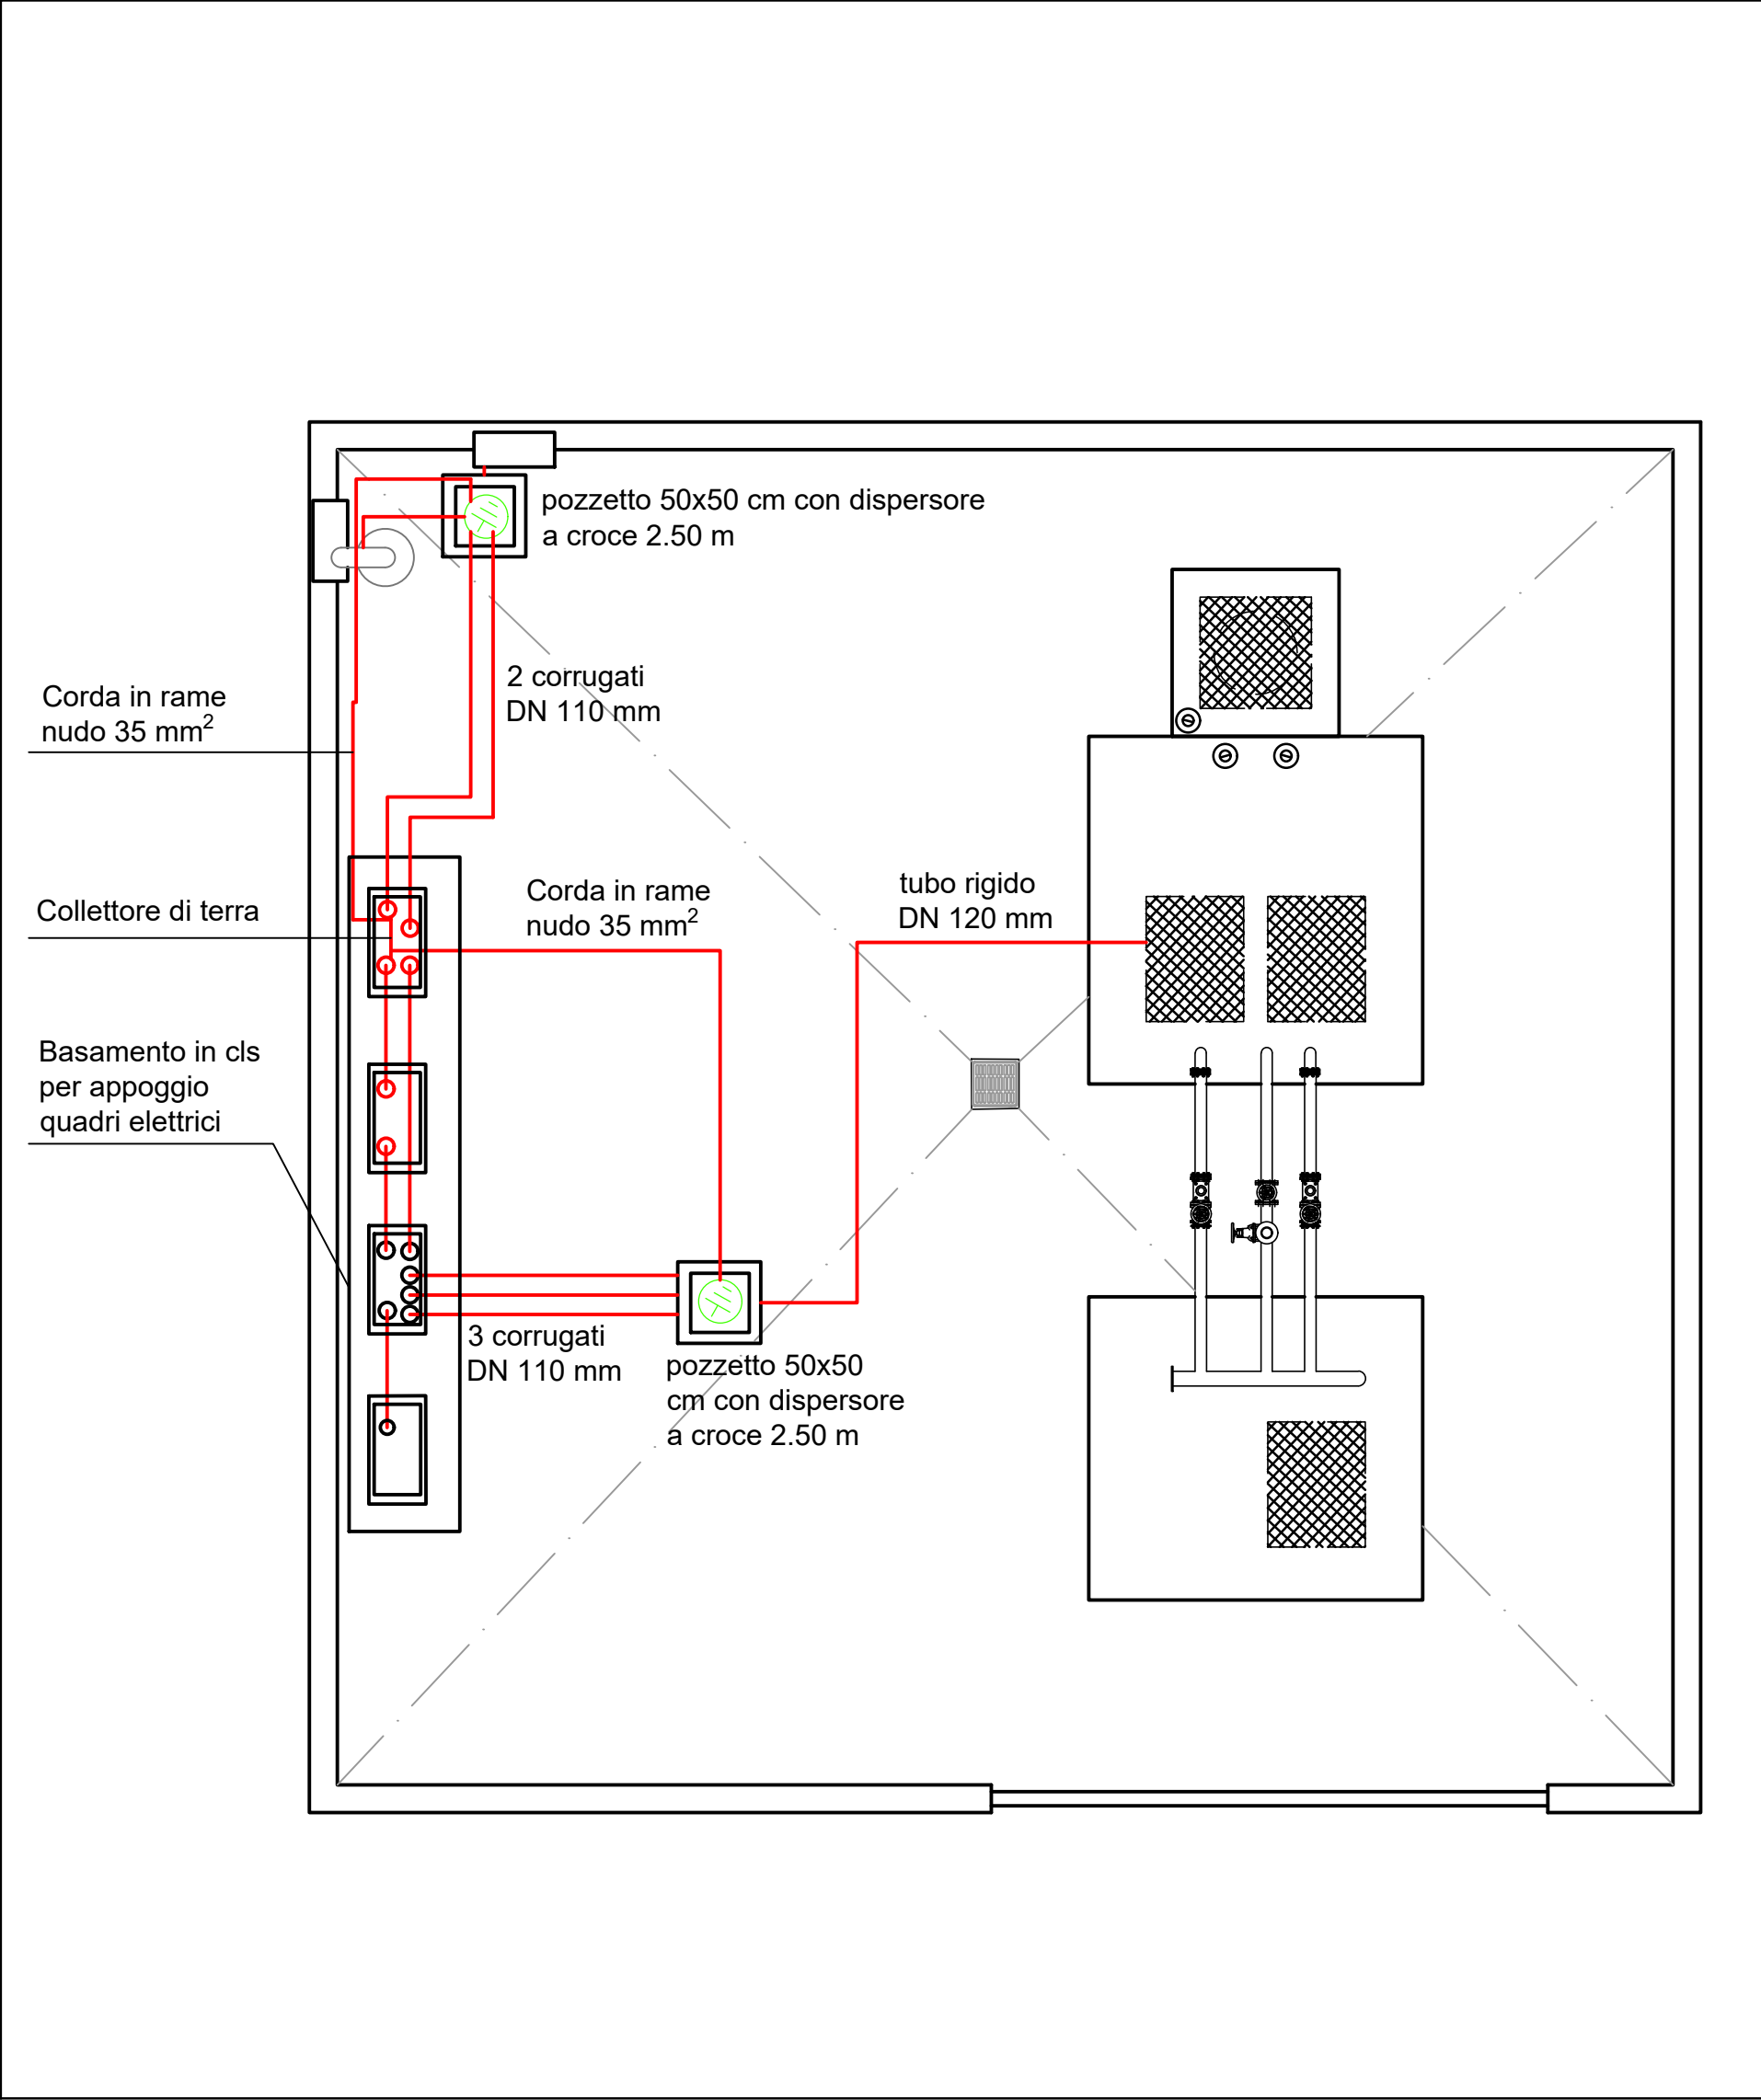 pozzetto 50x50 cm con dispersore
a croce 2.50 m
2 corrugati
DN 110 mm
Corda in rame
nudo 35 mm²
Collettore di terra
Corda in rame
nudo 35 mm²
tubo rigido
DN 120 mm
Basamento in cls
per appoggio
quadri elettrici
3 corrugati
DN 110 mm
pozzetto 50x50
cm con dispersore
a croce 2.50 m